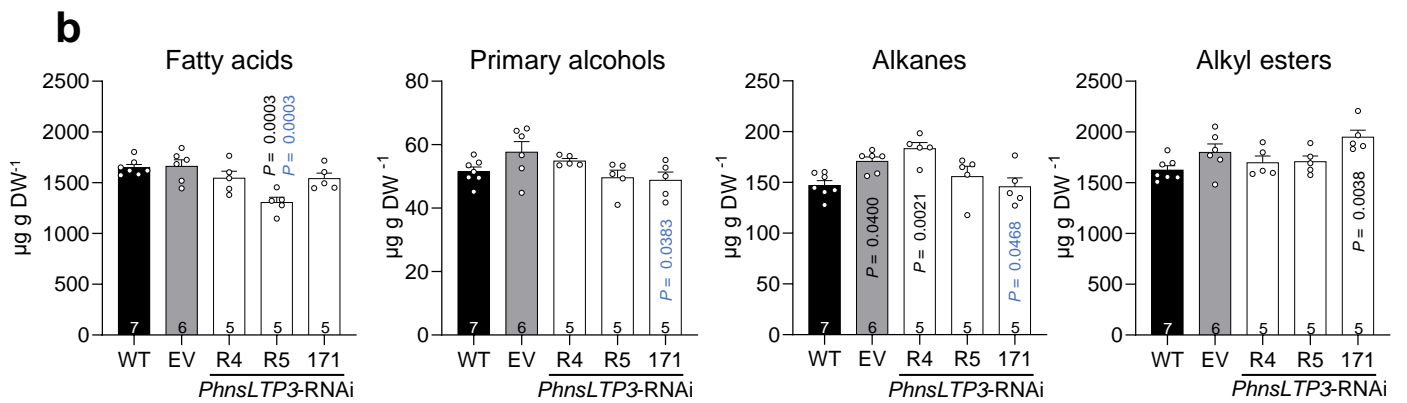 b
Fatty acids
2500
2000
1500
1000
500
0
µg g DW-1
P = 0.0003
P = 0.0003
7 6 5 5 5
WT EV R4 R5 171
PhnsLTP3-RNAi
Primary alcohols
80
60
40
20
0
µg g DW-1
P = 0.0383
7 6 5 5 5
WT EV R4 R5 171
PhnsLTP3-RNAi
Alkanes
250
200
150
100
50
0
µg g DW-1
P = 0.0400
P = 0.0021
P = 0.0468
7 6 5 5 5
WT EV R4 R5 171
PhnsLTP3-RNAi
Alkyl esters
2500
2000
1500
1000
500
0
µg g DW-1
P = 0.0038
7 6 5 5 5
WT EV R4 R5 171
PhnsLTP3-RNAi